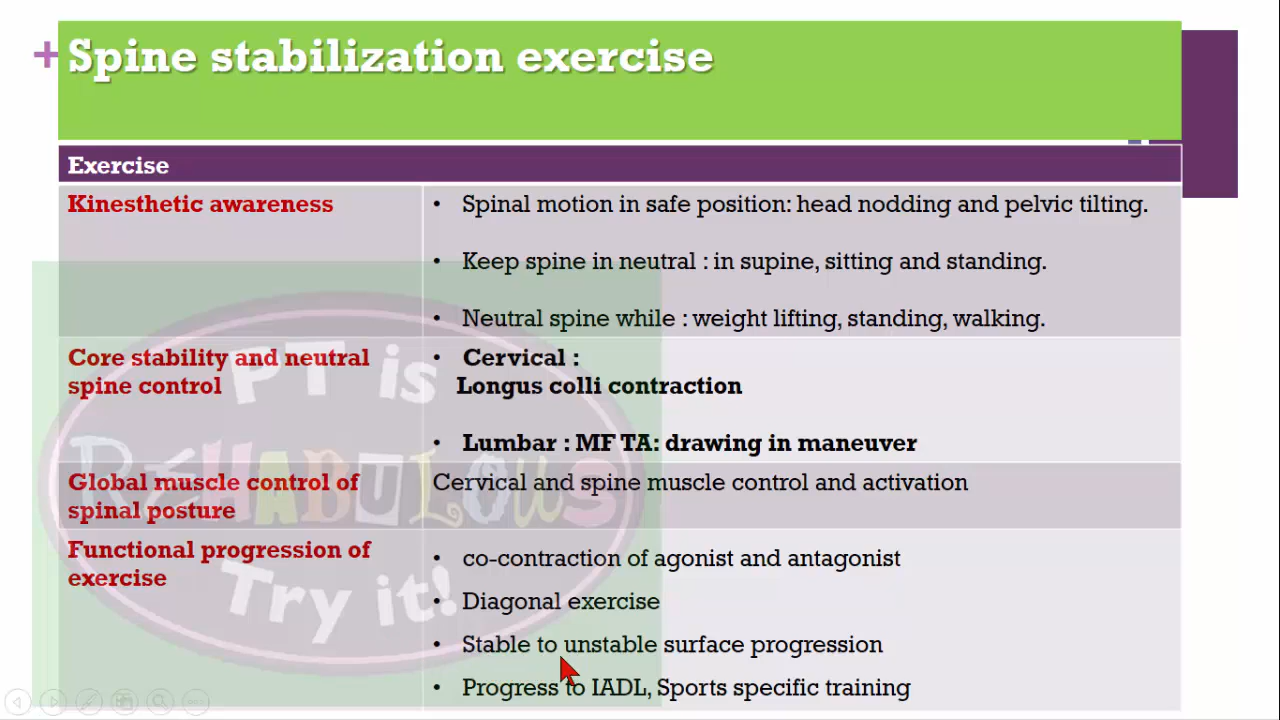 + Spine stabilization exercise
Exercise
Kinesthetic awareness
• Spinal motion in safe position: head nodding and pelvic tilting.
• Keep spine in neutral : in supine, sitting and standing.
• Neutral spine while : weight lifting, standing, walking.
Core stability and neutral
spine control
• Cervical :
Longus colli contraction
• Lumbar : MF TA: drawing in maneuver
Global muscle control of
spinal posture
Cervical and spine muscle control and activation
Functional progression of
exercise
• co-contraction of agonist and antagonist
• Diagonal exercise
• Stable to unstable surface progression
• Progress to IADL, Sports specific training
PT is
REHABULOUS
Try it!